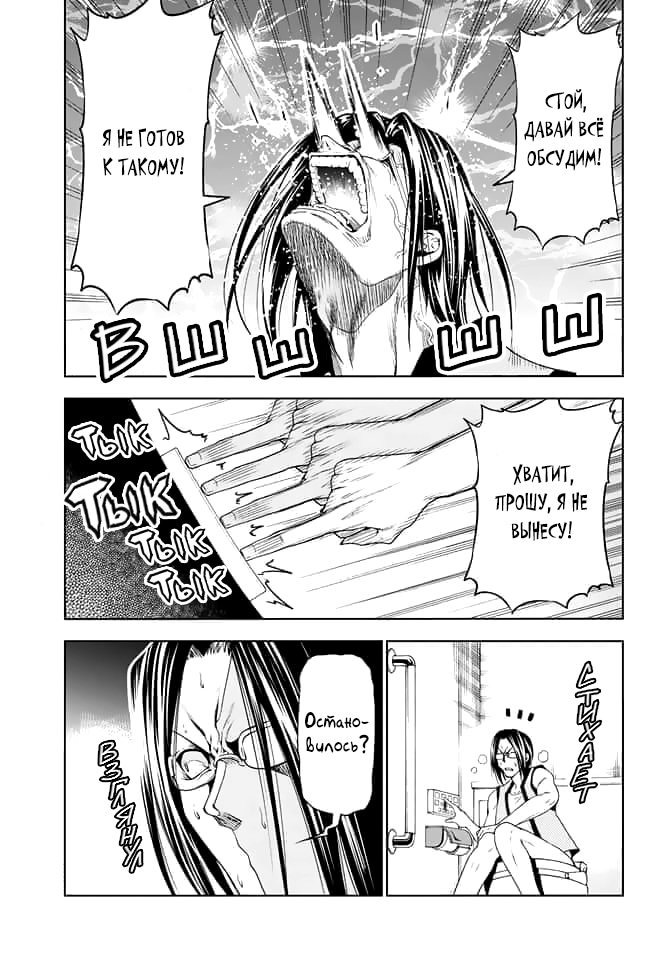 СТОЙ,
ДАВАЙ ВСЁ
ОБСУДИМ!
Я НЕ ГОТОВ
К ТАКОМУ!
В Ш Ш Ш Ш
ХВАТИТ,
ПРОШУ, Я НЕ
ВЫНЕСУ!
ТЫК
ТЫК
ТЫК
ТЫК
СТИХАЕТ
Остано-
вилось?
ВЗГЛЯНУЛ